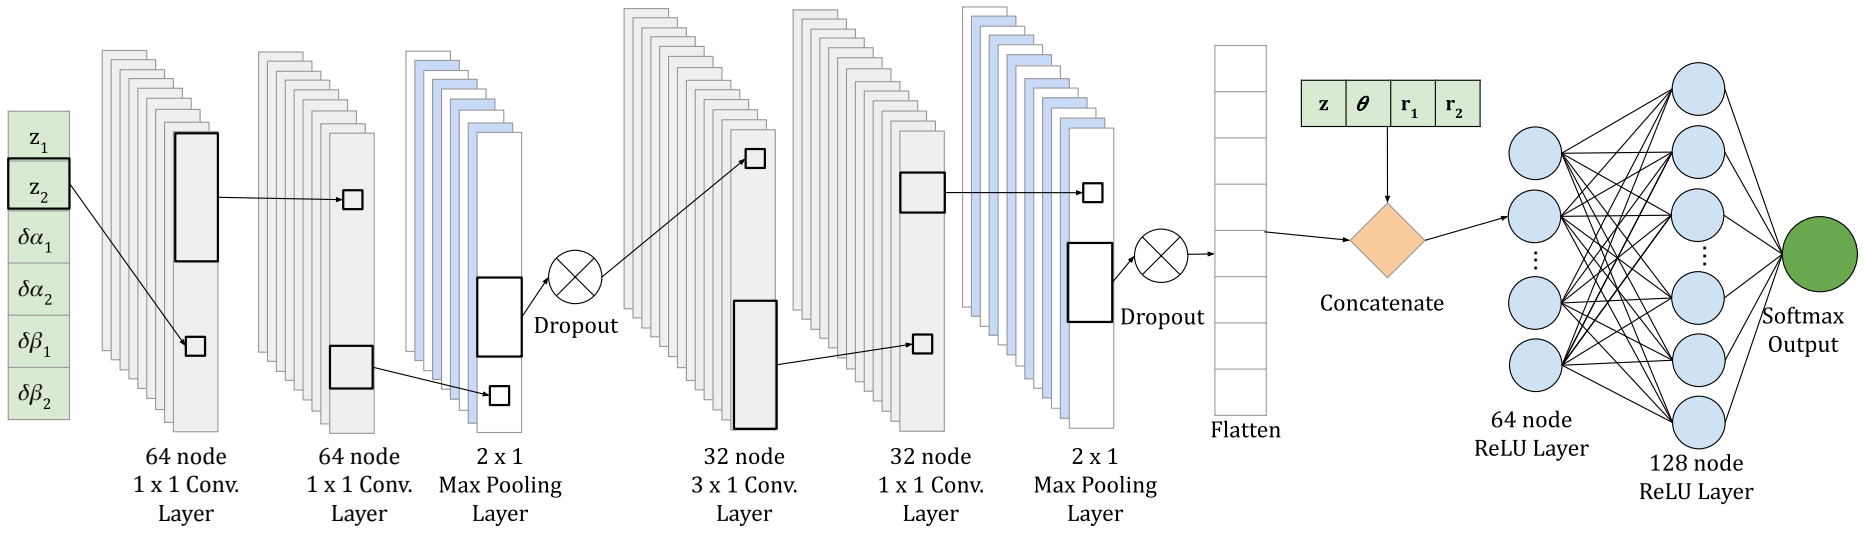 z₁
z₂
δα₁
δα₂
δβ₁
δβ₂
64 node
1 x 1 Conv.
Layer
64 node
1 x 1 Conv.
Layer
2 x 1
Max Pooling
Layer
Dropout
32 node
3 x 1 Conv.
Layer
32 node
1 x 1 Conv.
Layer
2 x 1
Max Pooling
Layer
Dropout
Flatten
z θ r₁ r₂
Concatenate
64 node
ReLU Layer
128 node
ReLU Layer
Softmax
Output